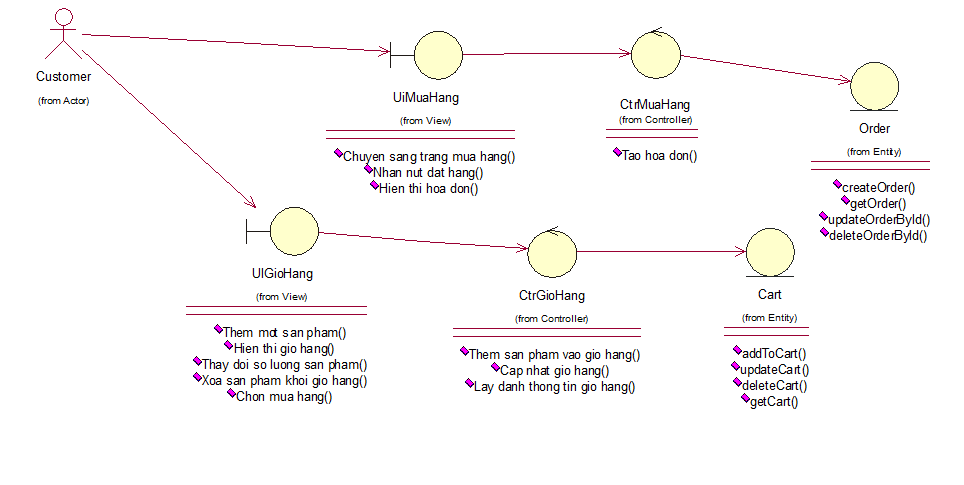 Customer
(from Actor)
UiMuaHang
(from View)
Chuyen sang trang mua hang()
Nhan nut dat hang()
Hien thi hoa don()
CtrMuaHang
(from Controller)
Tao hoa don()
Order
(from Entity)
createOrder()
getOrder()
updateOrderById()
deleteOrderById()
UIGioHang
(from View)
Them mot san pham()
Hien thi gio hang()
Thay doi so luong san pham()
Xoa san pham khoi gio hang()
Chon mua hang()
CtrGioHang
(from Controller)
Them san pham vao gio hang()
Cap nhat gio hang()
Lay danh thong tin gio hang()
Cart
(from Entity)
addToCart()
updateCart()
deleteCart()
getCart()